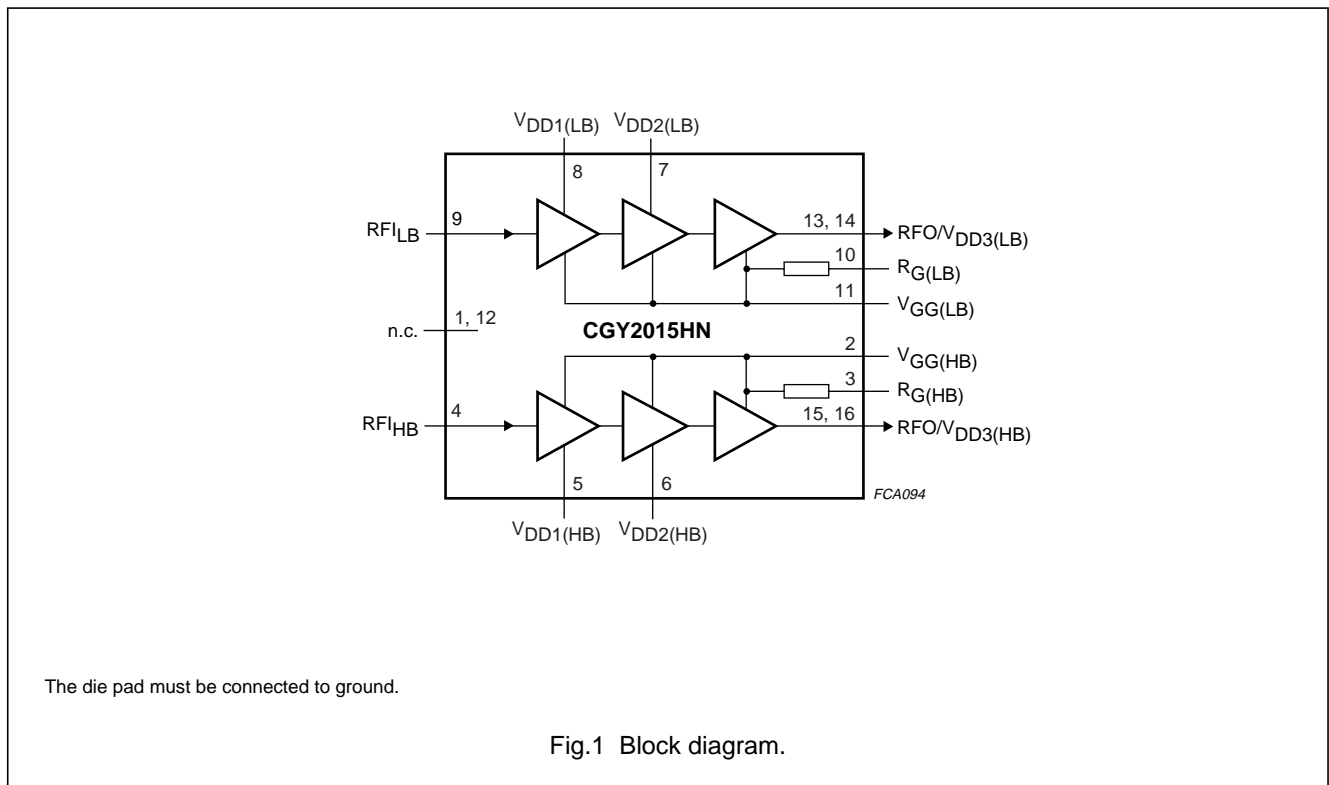 VDD1(LB) VDD2(LB)
8 7
RFILB 9 13, 14 RFO/VDD3(LB)
10 RG(LB)
11 VGG(LB)
n.c. 1, 12 CGY2015HN
2 VGG(HB)
3 RG(HB)
RFIHB 4 15, 16 RFO/VDD3(HB)
5 6
FCA094
VDD1(HB) VDD2(HB)
The die pad must be connected to ground.
Fig.1 Block diagram.